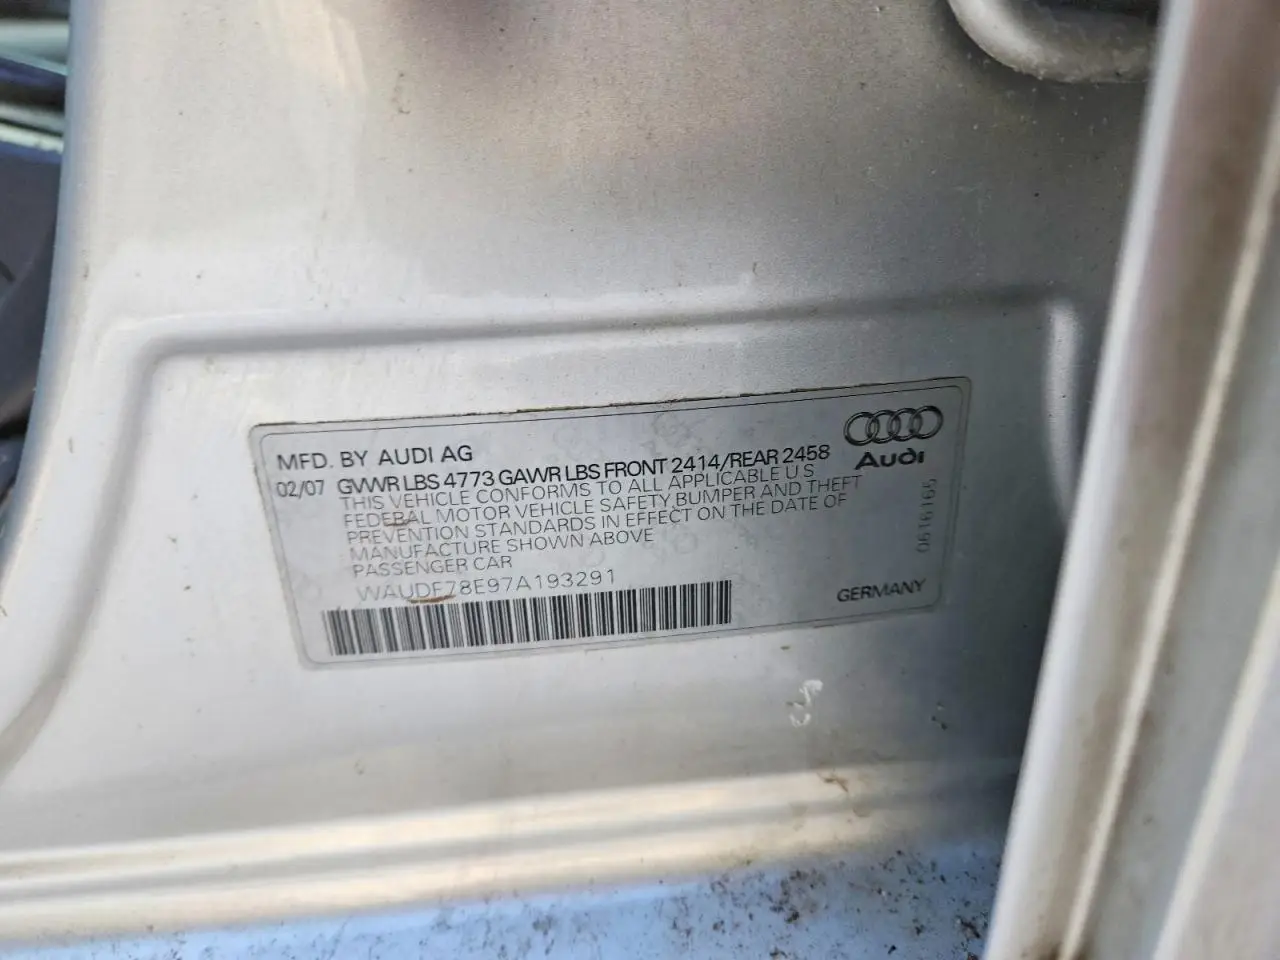 MFD. BY AUDI AG
02/07 GVWR LBS 4773 GAWR LBS FRONT 2414/REAR 2458
THIS VEHICLE CONFORMS TO ALL APPLICABLE U S
FEDERAL MOTOR VEHICLE SAFETY, BUMPER AND THEFT
PREVENTION STANDARDS IN EFFECT ON THE DATE OF
MANUFACTURE SHOWN ABOVE
PASSENGER CAR
WAUDF78E97A193291
Audi
0616165
GERMANY